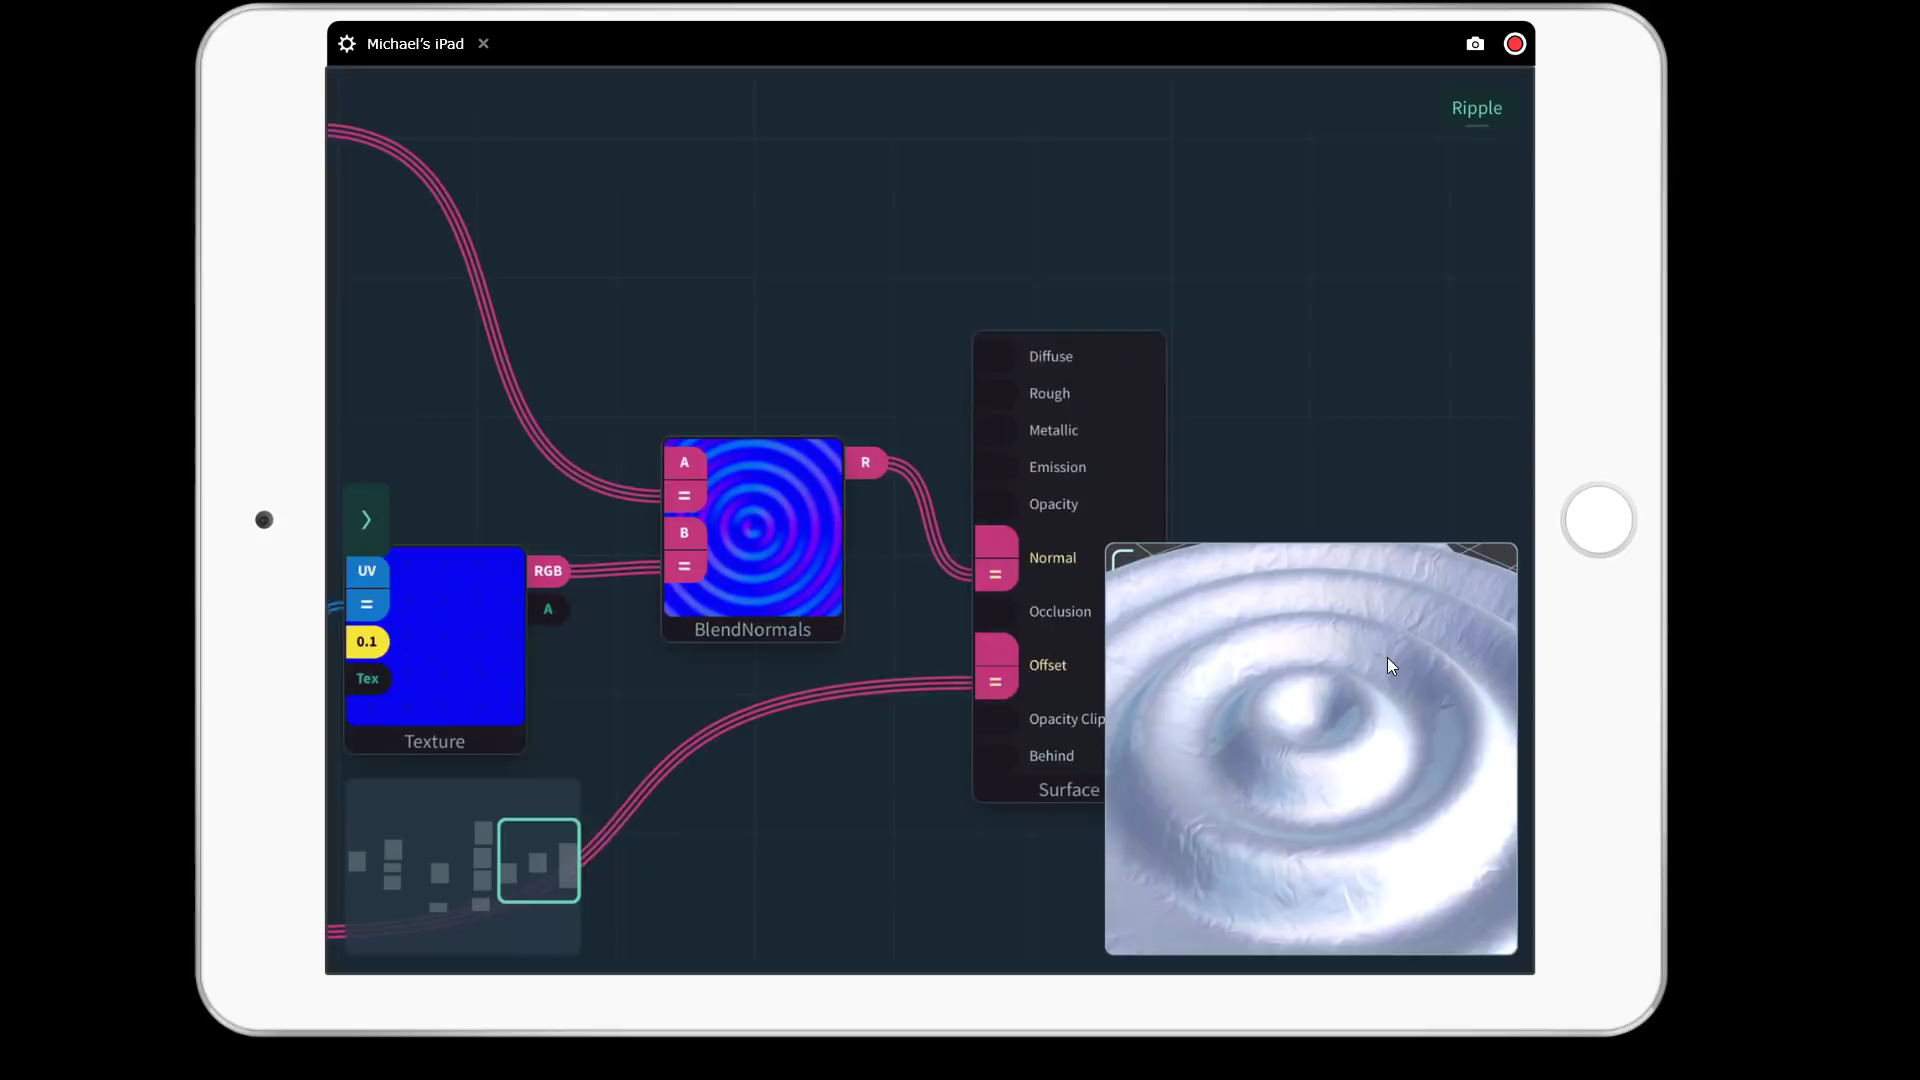 Michael's iPad
Ripple
Diffuse
Rough
Metallic
Emission
Opacity
Normal
=
Occlusion
Offset
=
Opacity Clip
Behind
Surface
A
=
B
=
R
BlendNormals
UV
=
0.1
Tex
RGB
A
Texture